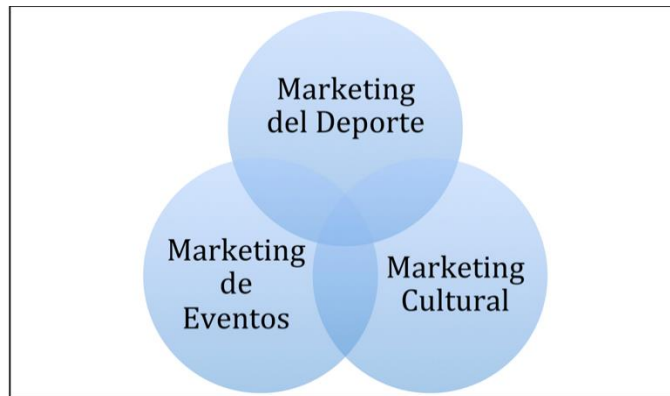 Marketing
del Deporte
Marketing
de
Eventos
Marketing
Cultural